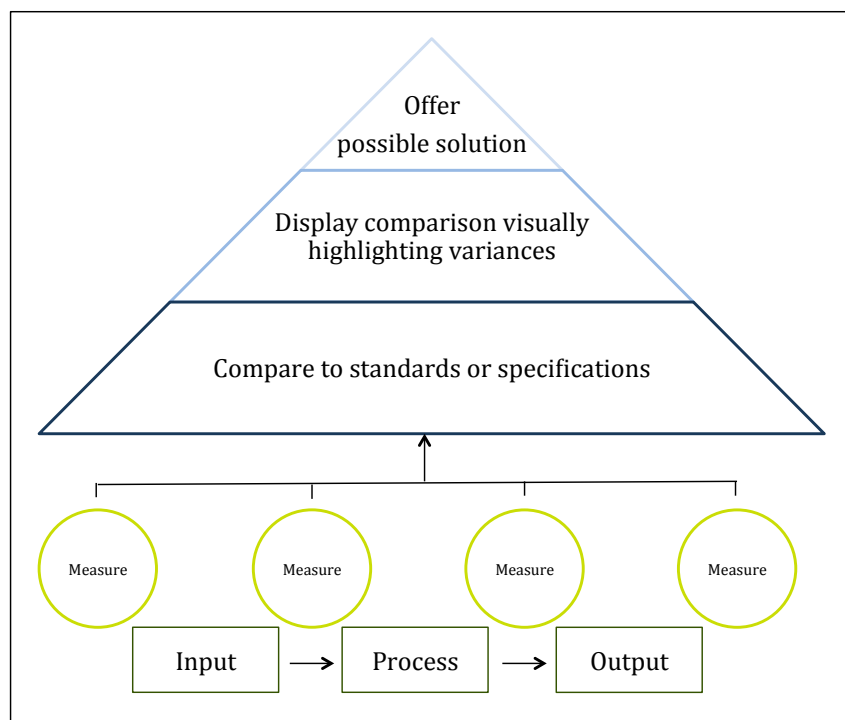 Offer
possible solution
Display comparison visually
highlighting variances
Compare to standards or specifications
Measure
Measure
Measure
Measure
Input
Process
Output